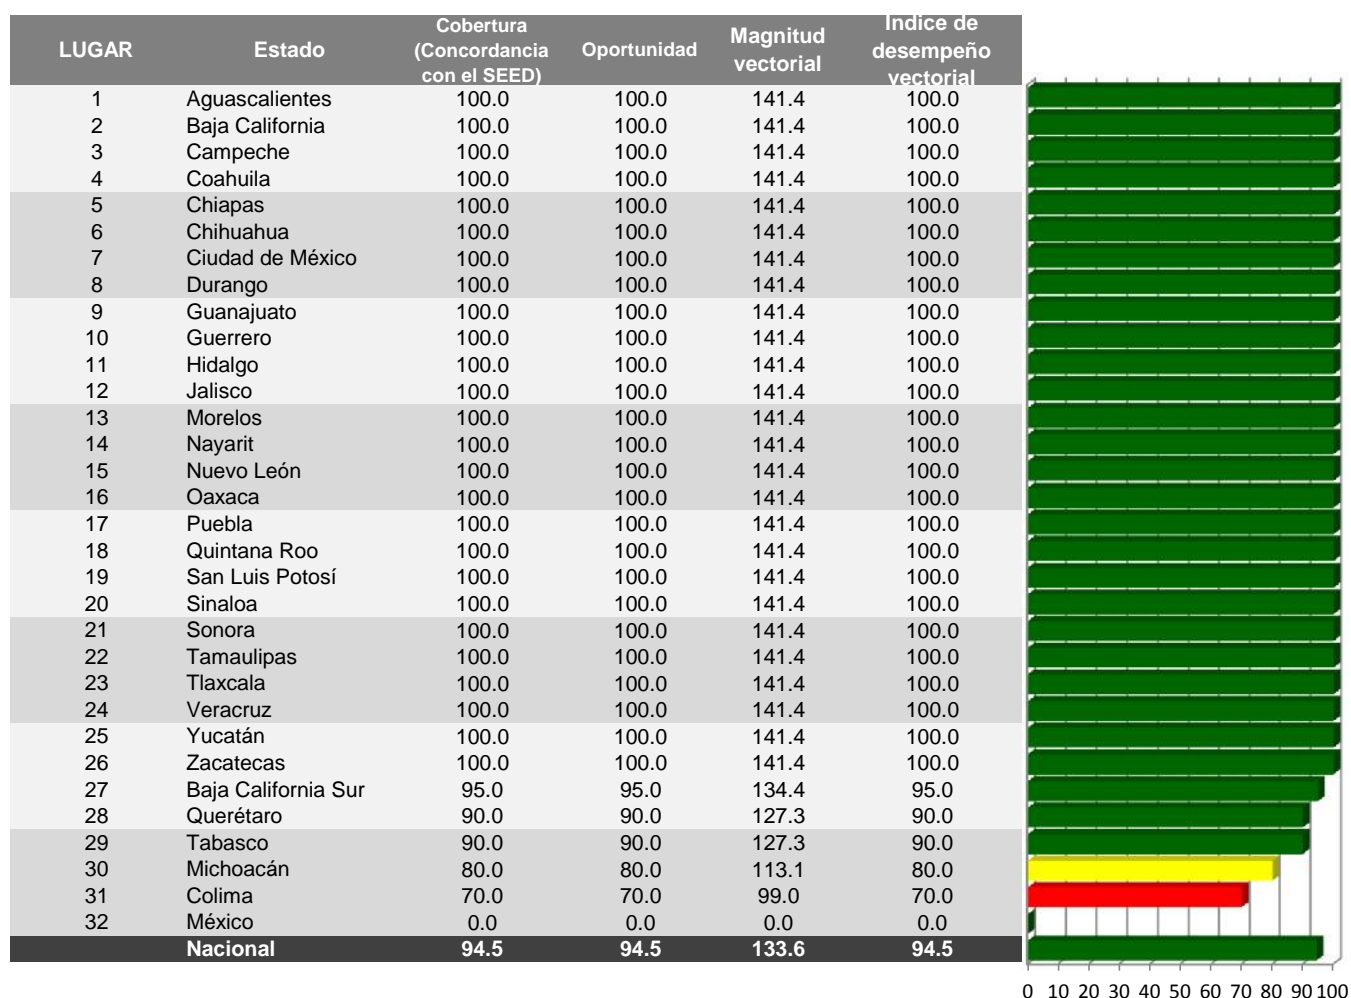 LUGAR Estado Cobertura (Concordancia con el SEED) Oportunidad Magnitud vectorial Indice de desempeño vectorial
1 Aguascalientes 100.0 100.0 141.4 100.0
2 Baja California 100.0 100.0 141.4 100.0
3 Campeche 100.0 100.0 141.4 100.0
4 Coahuila 100.0 100.0 141.4 100.0
5 Chiapas 100.0 100.0 141.4 100.0
6 Chihuahua 100.0 100.0 141.4 100.0
7 Ciudad de México 100.0 100.0 141.4 100.0
8 Durango 100.0 100.0 141.4 100.0
9 Guanajuato 100.0 100.0 141.4 100.0
10 Guerrero 100.0 100.0 141.4 100.0
11 Hidalgo 100.0 100.0 141.4 100.0
12 Jalisco 100.0 100.0 141.4 100.0
13 Morelos 100.0 100.0 141.4 100.0
14 Nayarit 100.0 100.0 141.4 100.0
15 Nuevo León 100.0 100.0 141.4 100.0
16 Oaxaca 100.0 100.0 141.4 100.0
17 Puebla 100.0 100.0 141.4 100.0
18 Quintana Roo 100.0 100.0 141.4 100.0
19 San Luis Potosí 100.0 100.0 141.4 100.0
20 Sinaloa 100.0 100.0 141.4 100.0
21 Sonora 100.0 100.0 141.4 100.0
22 Tamaulipas 100.0 100.0 141.4 100.0
23 Tlaxcala 100.0 100.0 141.4 100.0
24 Veracruz 100.0 100.0 141.4 100.0
25 Yucatán 100.0 100.0 141.4 100.0
26 Zacatecas 100.0 100.0 141.4 100.0
27 Baja California Sur 95.0 95.0 134.4 95.0
28 Querétaro 90.0 90.0 127.3 90.0
29 Tabasco 90.0 90.0 127.3 90.0
30 Michoacán 80.0 80.0 113.1 80.0
31 Colima 70.0 70.0 99.0 70.0
32 México 0.0 0.0 0.0 0.0
Nacional 94.5 94.5 133.6 94.5
0 10 20 30 40 50 60 70 80 90 100